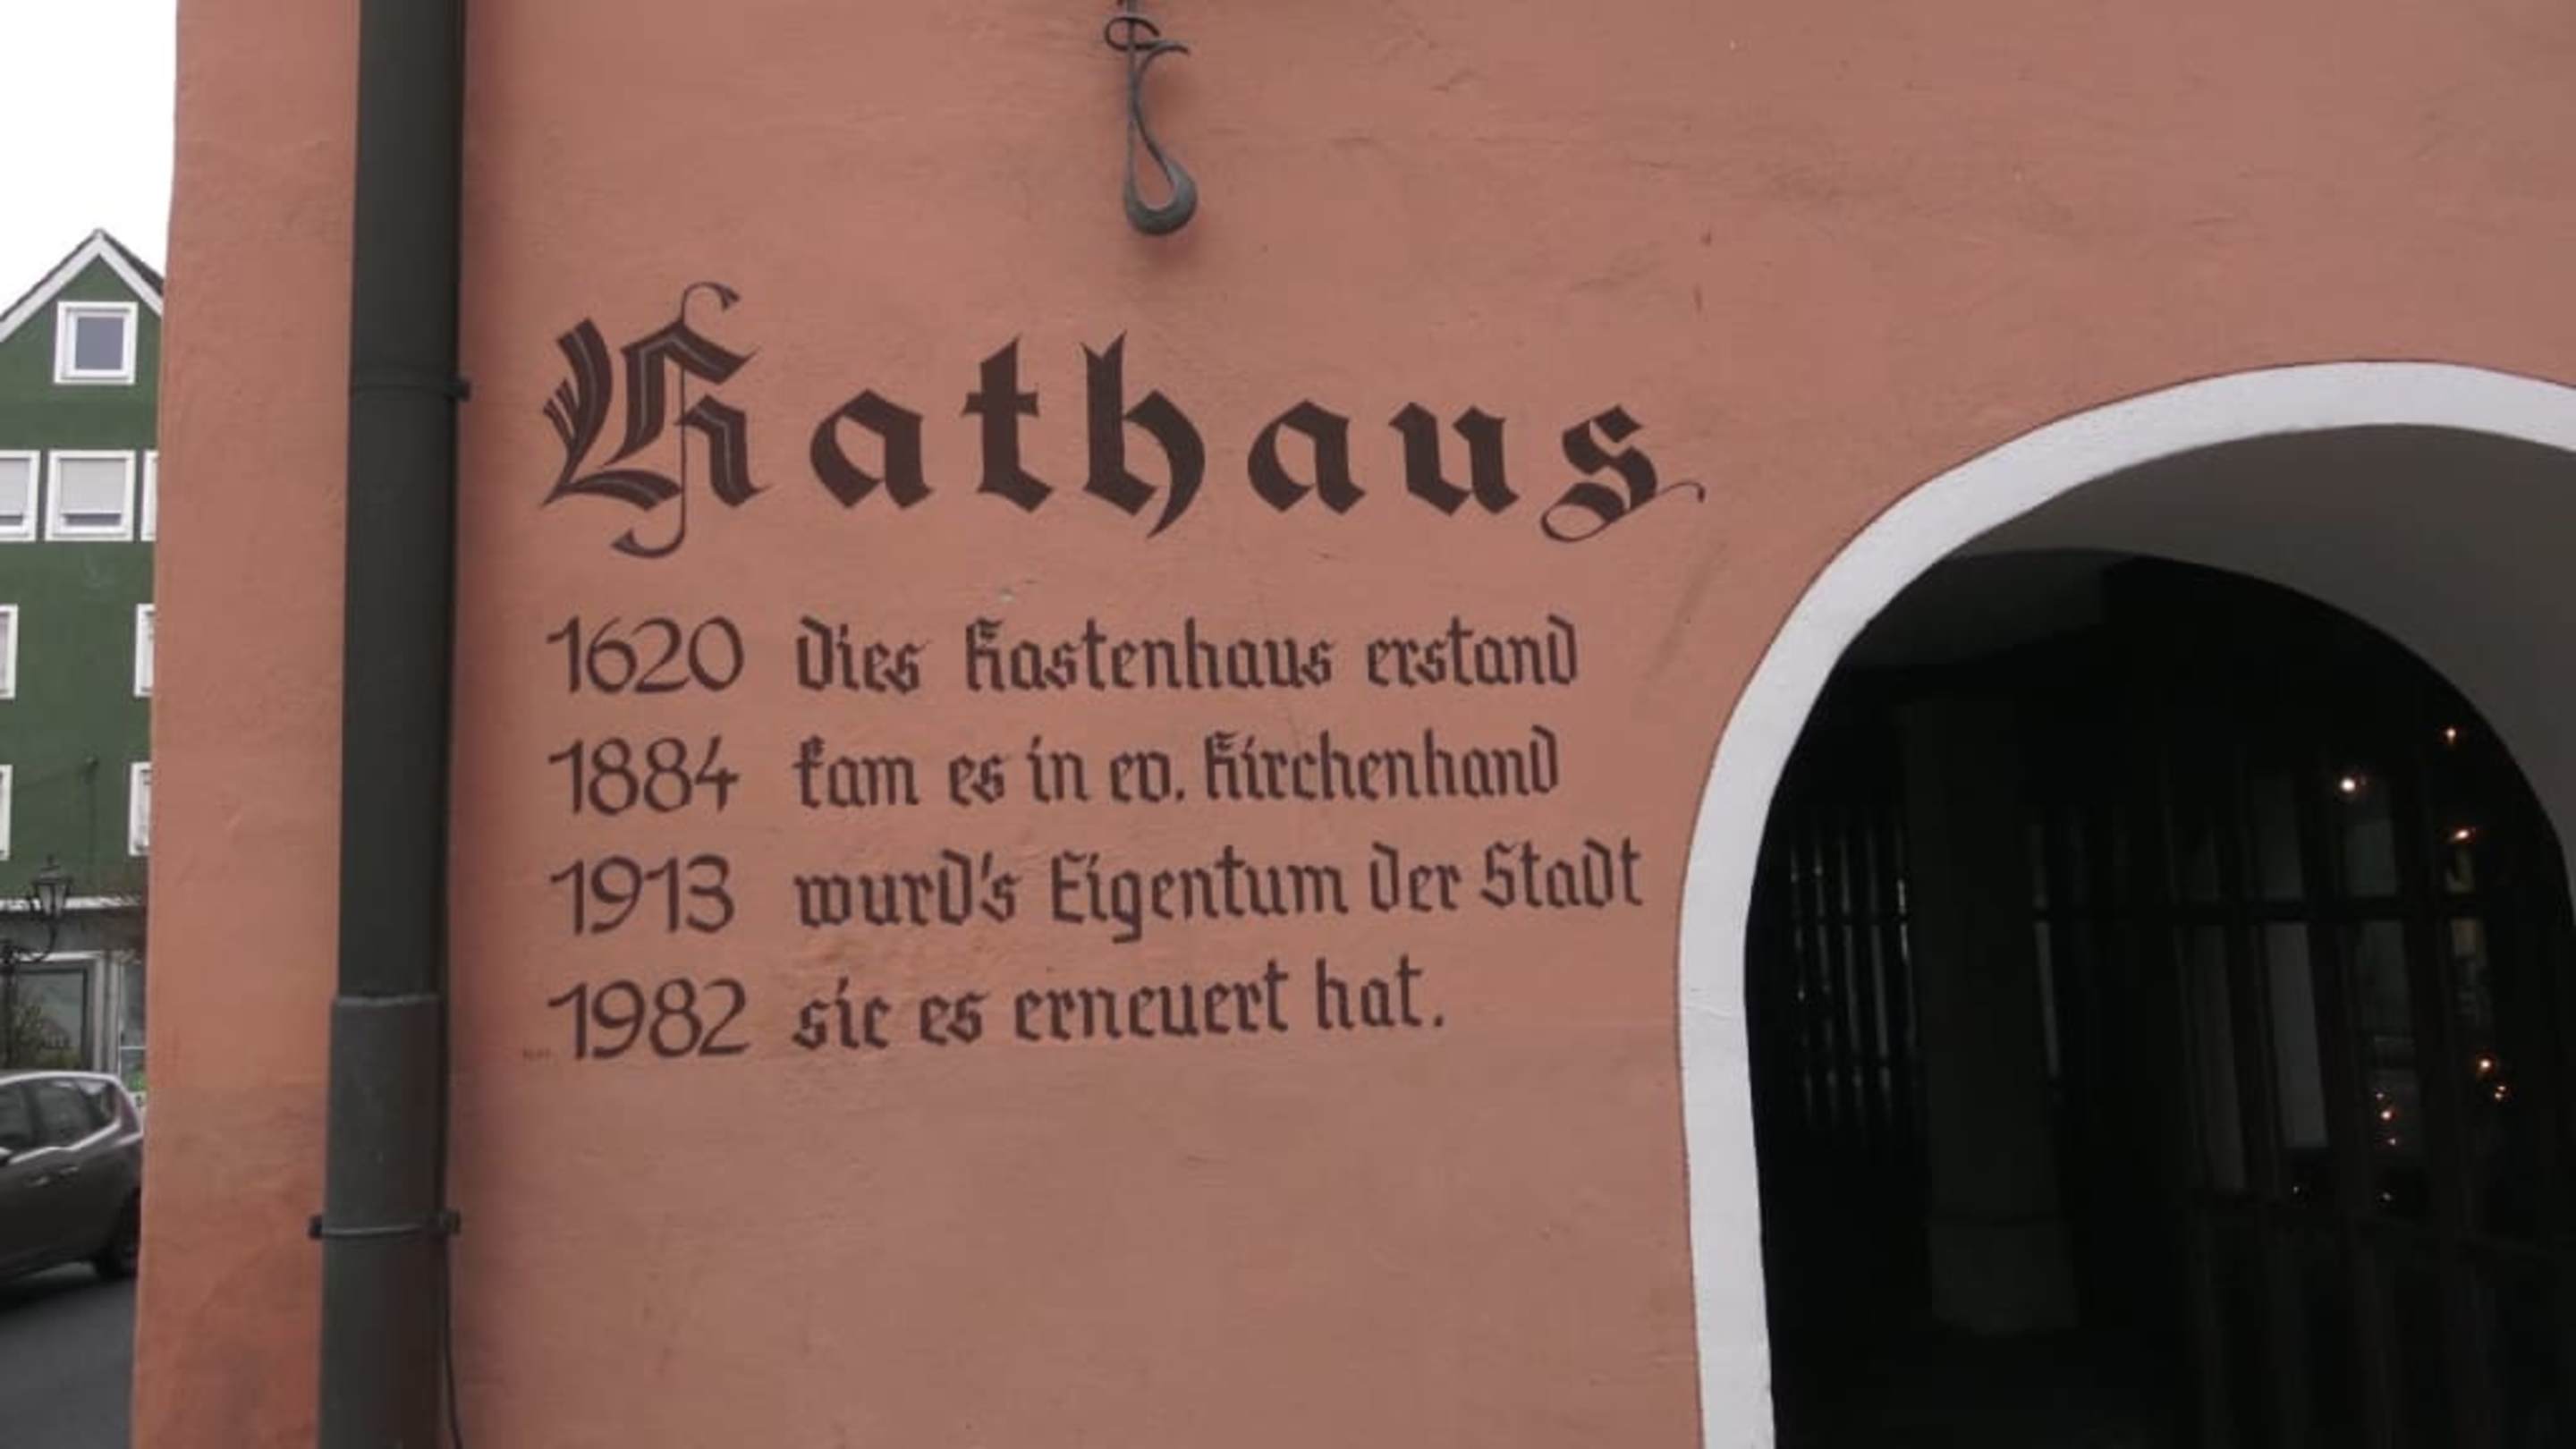 Rathaus
1620 dies Kastenhaus erstand
1884 kam es in ev. Kirchenhand
1913 wurd's Eigentum der Stadt
1982 sie es erneuert hat.